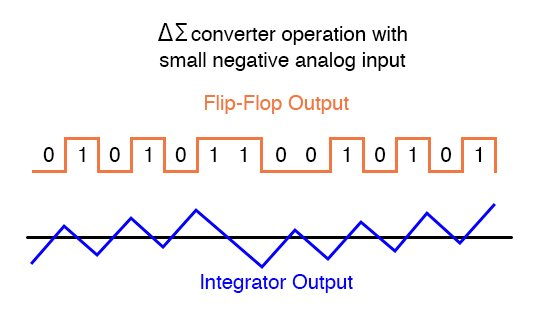 ΔΣ converter operation with
small negative analog input
Flip-Flop Output
0 1 0 1 0 1 1 0 0 1 0 1 0 1
Integrator Output